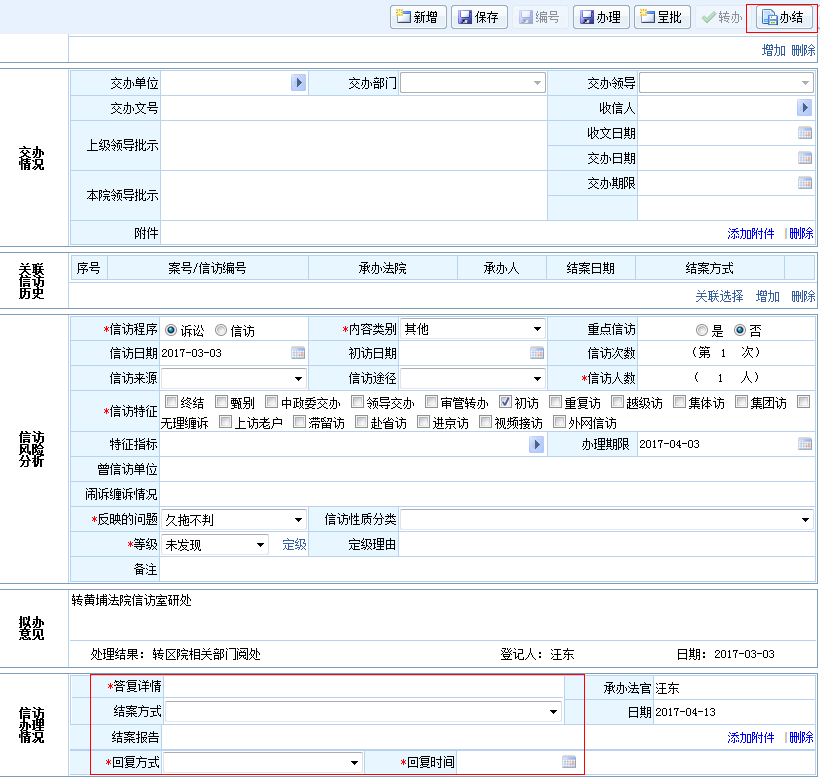 新增 保存 编号 办理 呈批 转办 办结
增加 删除
交办情况
交办单位 交办部门 交办领导
交办文号 收信人
上级领导批示 收文日期
交办日期
本院领导批示 交办期限
附件 添加附件 删除
关联信访历史
序号 案号/信访编号 承办法院 承办人 结案日期 结案方式
关联选择 增加 删除
信访风险分析
*信访程序 诉讼 信访 *内容类别 其他 重点信访 是 否
信访日期 2017-03-03 初访日期 信访次数 (第 1 次)
信访来源 信访途径 *信访人数 ( 1 人)
*信访特征 终结 甄别 中政委交办 领导交办 审管转办 初访 重复访 越级访 集体访 集团访
无理缠诉 上访老户 滞留访 赴省访 进京访 视频接访 外网信访
特征指标 办理期限 2017-04-03
曾信访单位
闹诉缠诉情况
*反映的问题 久拖不判 信访性质分类
*等级 未发现 定级 定级理由
备注
拟办意见
转黄埔法院信访室研处
处理结果: 转区院相关部门阅处 登记人: 汪东 日期: 2017-03-03
信访办理情况
*答复详情 承办法官 汪东
结案方式 日期 2017-04-13
结案报告 添加附件 删除
*回复方式 *回复时间